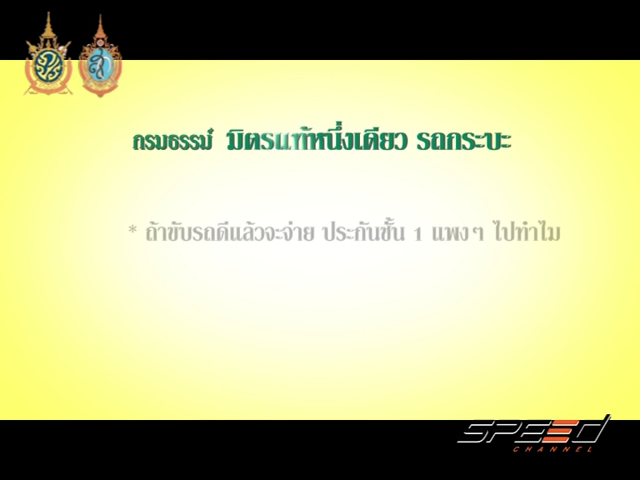 กรมธรรม์ มิตรแท้หนึ่งเดียว รถกระบะ
* ถ้าขับรถดีแล้วจะจ่าย ประกันชั้น 1 แพงๆ ไปทำไม
SPEED
CHANNEL